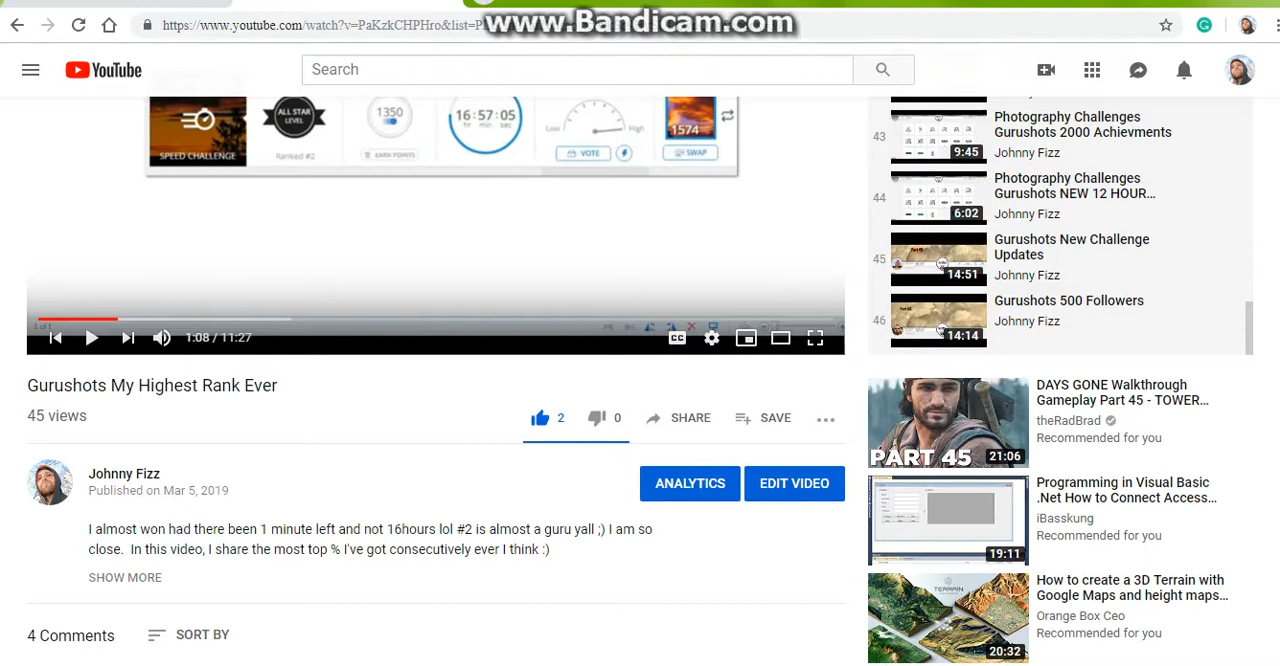 www.Bandicam.com
https://www.youtube.com/watch?v=PaKzkCHPHro&list=P
YouTube
Search
SPEED CHALLENGE
ALL STAR
LEVEL
Ranked #2
1350
EARN POINTS
16:57:05
hr min sec
Low
High
VOTE
1574
SWAP
1:08 / 11:27
CC
Gurushots My Highest Rank Ever
45 views
2
0
SHARE
SAVE
Johnny Fizz
Published on Mar 5, 2019
ANALYTICS
EDIT VIDEO
I almost won had there been 1 minute left and not 16hours lol #2 is almost a guru yall ;) I am so
close. In this video, I share the most top % I've got consecutively ever I think :)
SHOW MORE
4 Comments
SORT BY
43
9:45
Photography Challenges
Gurushots 2000 Achievments
Johnny Fizz
44
6:02
Photography Challenges
Gurushots NEW 12 HOUR...
Johnny Fizz
45
14:51
Gurushots New Challenge
Updates
Johnny Fizz
46
14:14
Gurushots 500 Followers
Johnny Fizz
PART 45
21:06
DAYS GONE Walkthrough
Gameplay Part 45 - TOWER...
theRadBrad
Recommended for you
19:11
Programming in Visual Basic
.Net How to Connect Access...
iBasskung
Recommended for you
TERRAIN
20:32
How to create a 3D Terrain with
Google Maps and height maps...
Orange Box Ceo
Recommended for you